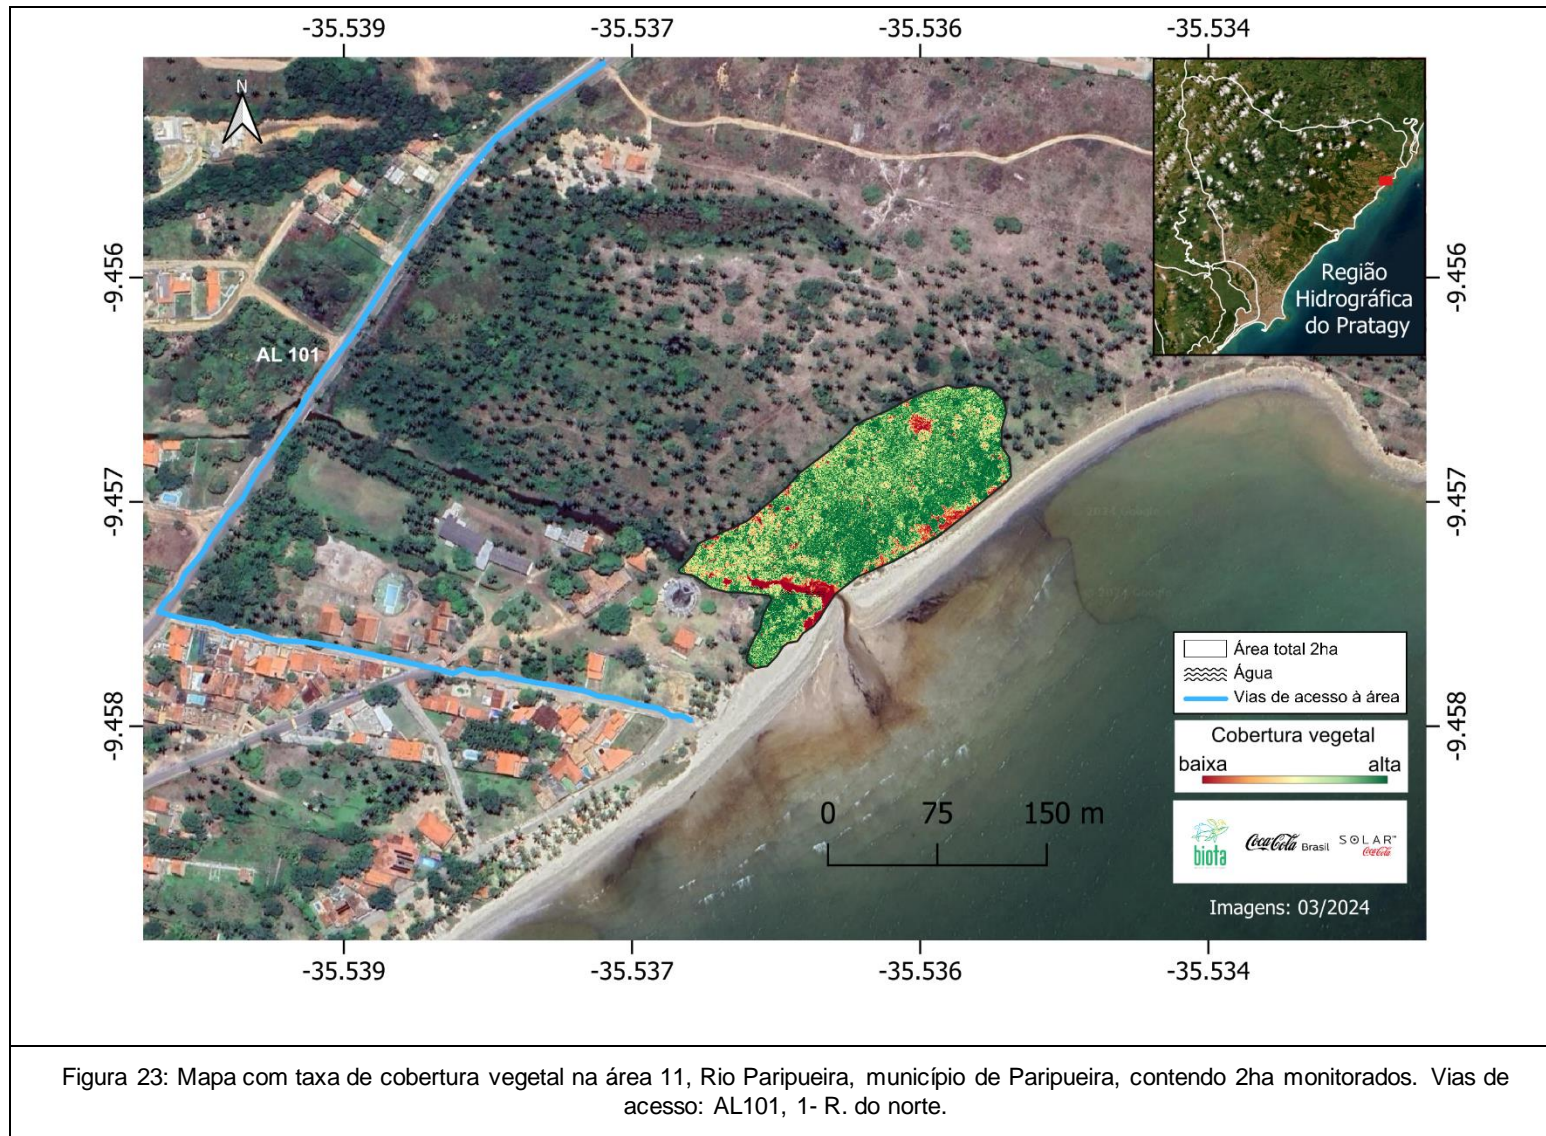 -35.539 -35.537 -35.536 -35.534
N
Região
Hidrográfica
do Pratagy
-9.456 -9.456
AL 101
-9.457 -9.457
Área total 2ha
Água
Vias de acesso à área
-9.458 -9.458
Cobertura vegetal
baixa alta
0 75 150 m
biota Coca-Cola Brasil SOLAR Coca-Cola
Imagens: 03/2024
-35.539 -35.537 -35.536 -35.534
Figura 23: Mapa com taxa de cobertura vegetal na área 11, Rio Paripueira, município de Paripueira, contendo 2ha monitorados. Vias de
acesso: AL101, 1- R. do norte.